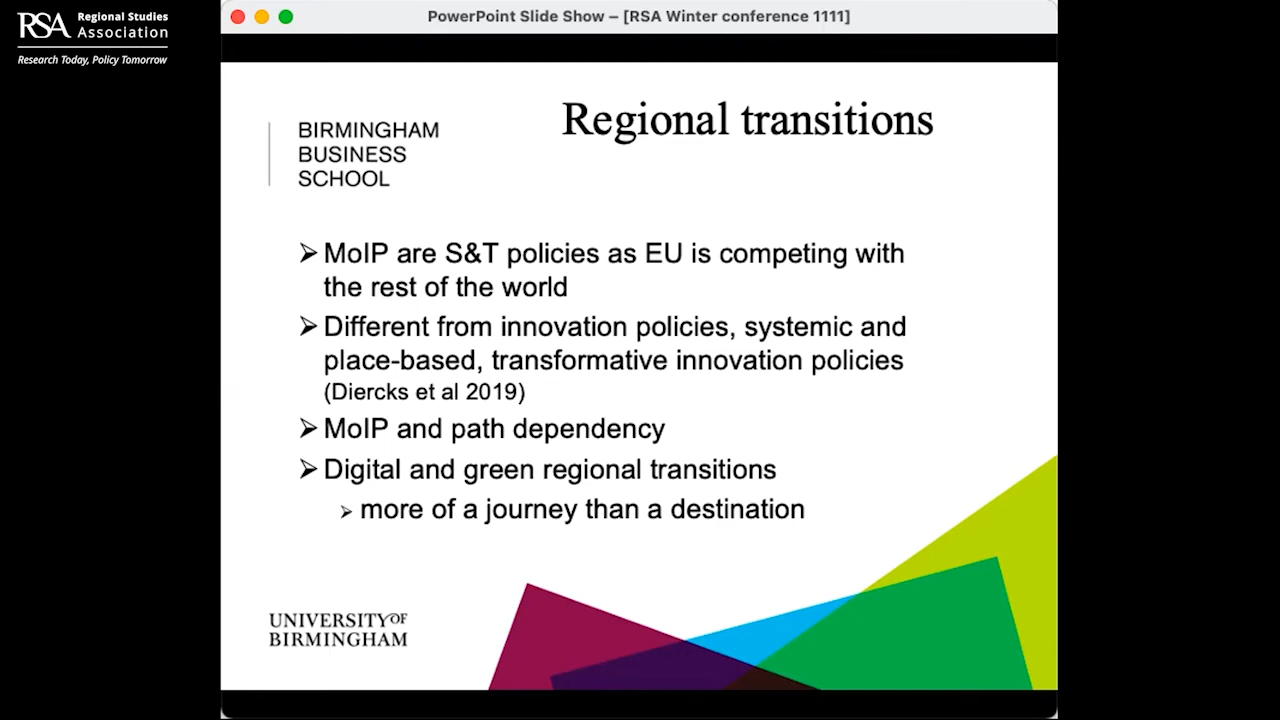 RSA Regional Studies
Association
Research Today, Policy Tomorrow
PowerPoint Slide Show – [RSA Winter conference 1111]
BIRMINGHAM
BUSINESS
SCHOOL
Regional transitions
MoIP are S&T policies as EU is competing with
the rest of the world
Different from innovation policies, systemic and
place-based, transformative innovation policies
(Diercks et al 2019)
MoIP and path dependency
Digital and green regional transitions
more of a journey than a destination
UNIVERSITY OF
BIRMINGHAM